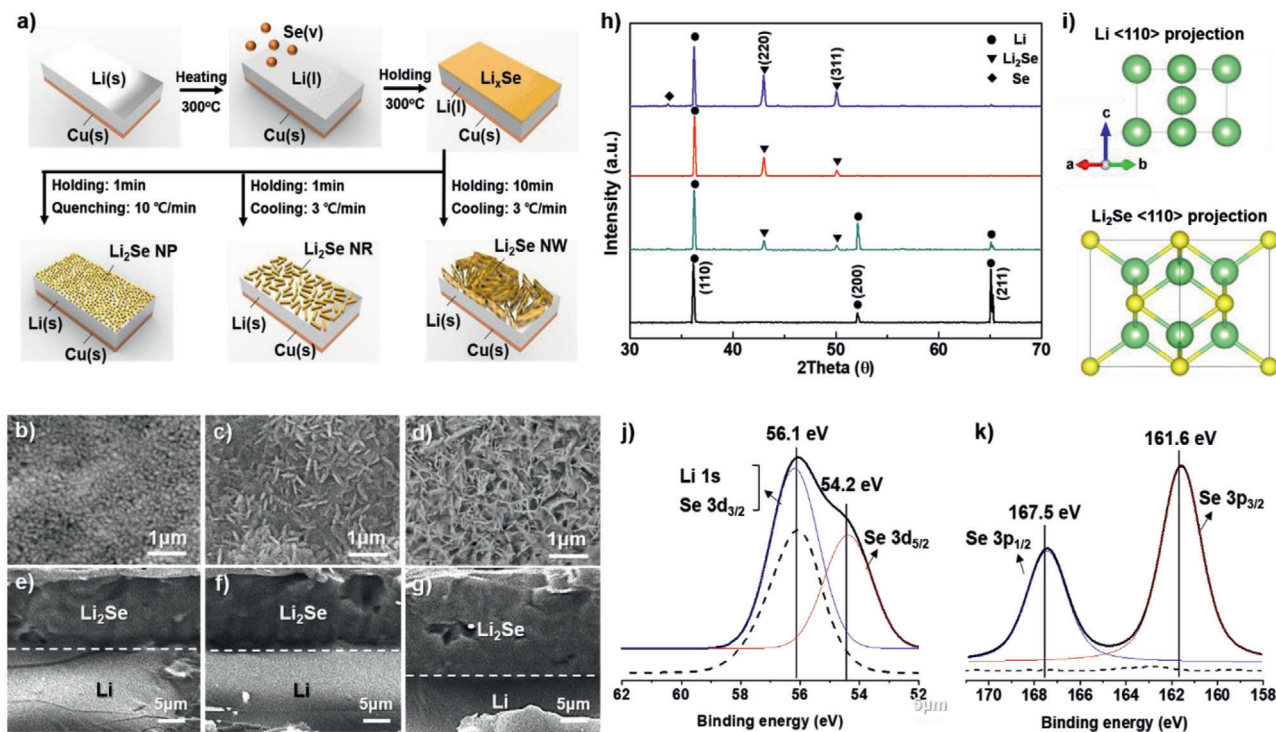 a)
Se(v)
Li(s)
Heating
300ºC
Li(l)
Holding
300ºC
LiₓSe
Li(l)
Cu(s)
Cu(s)
Cu(s)
Holding: 1min
Quenching: 10 ℃/min
Holding: 1min
Cooling: 3 ℃/min
Holding: 10min
Cooling: 3 ℃/min
Li₂Se NP
Li₂Se NR
Li₂Se NW
Li(s)
Li(s)
Li(s)
Cu(s)
Cu(s)
Cu(s)
h)
Li
Li₂Se
Se
(220)
(311)
(110)
(200)
(211)
Intensity (a.u.)
30 40 50 60 70
2Theta (θ)
i)
Li <110> projection
c
a
b
Li₂Se <110> projection
b)
1µm
c)
1µm
d)
1µm
e)
Li₂Se
Li
5µm
f)
Li₂Se
Li
5µm
g)
Li₂Se
Li
5µm
j)
56.1 eV
Li 1s
Se 3d₃/₂
54.2 eV
Se 3d₅/₂
62 60 58 56 54 52
5µm
Binding energy (eV)
k)
161.6 eV
167.5 eV
Se 3p₁/₂
Se 3p₃/₂
170 168 166 164 162 160 158
Binding energy (eV)